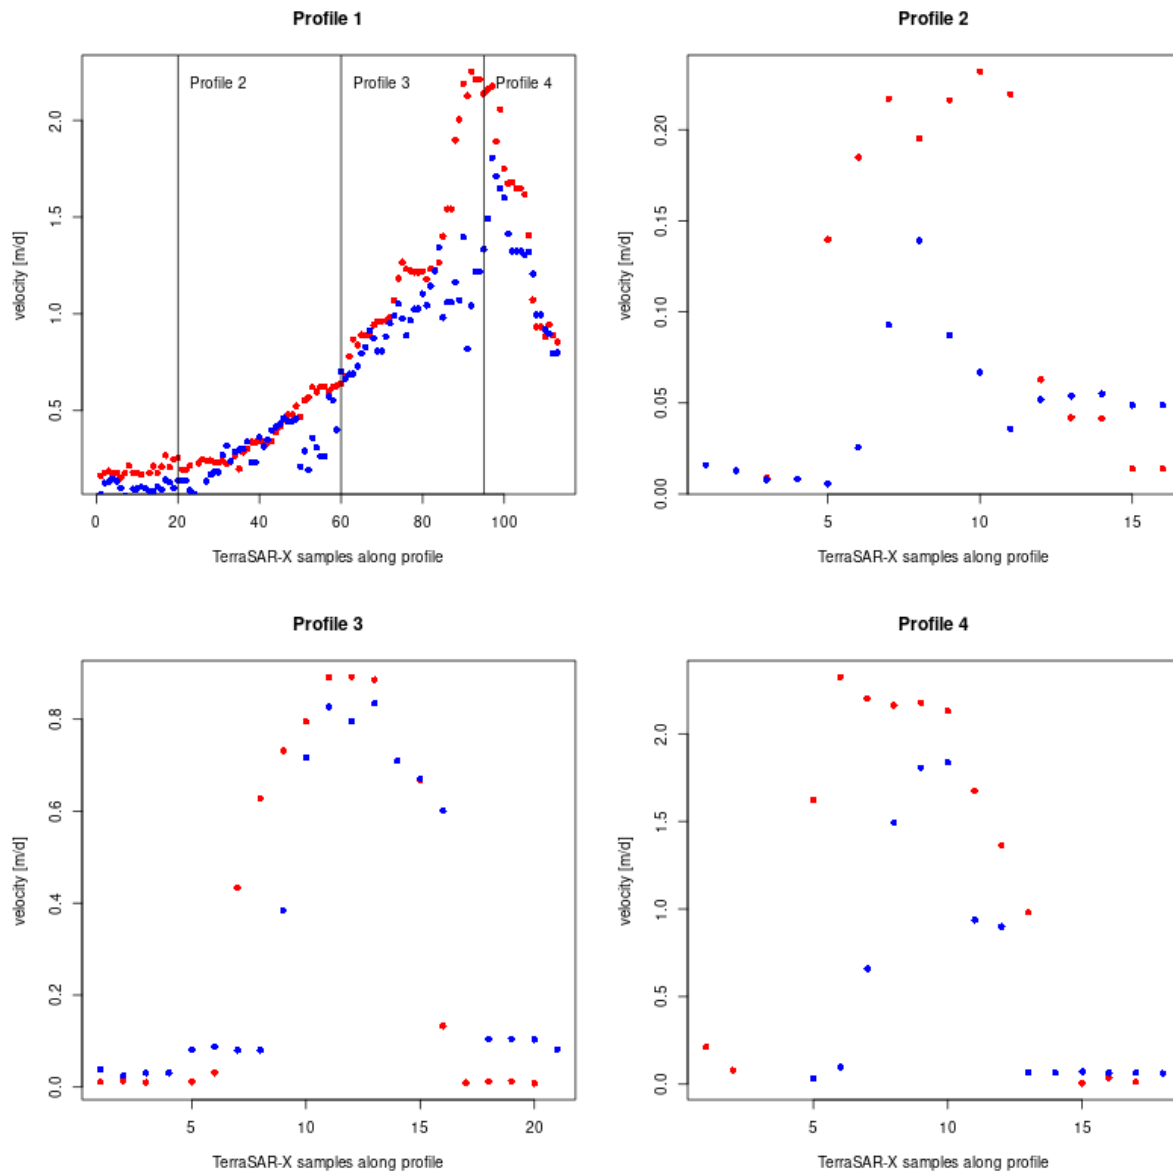 Profile 1
Profile 2 Profile 3 Profile 4
velocity [m/d]
2.0
1.5
1.0
0.5
0 20 40 60 80 100
TerraSAR-X samples along profile
Profile 2
velocity [m/d]
0.20
0.15
0.10
0.05
0.00
5 10 15
TerraSAR-X samples along profile
Profile 3
velocity [m/d]
0.8
0.6
0.4
0.2
0.0
5 10 15 20
TerraSAR-X samples along profile
Profile 4
velocity [m/d]
2.0
1.5
1.0
0.5
0.0
5 10 15
TerraSAR-X samples along profile